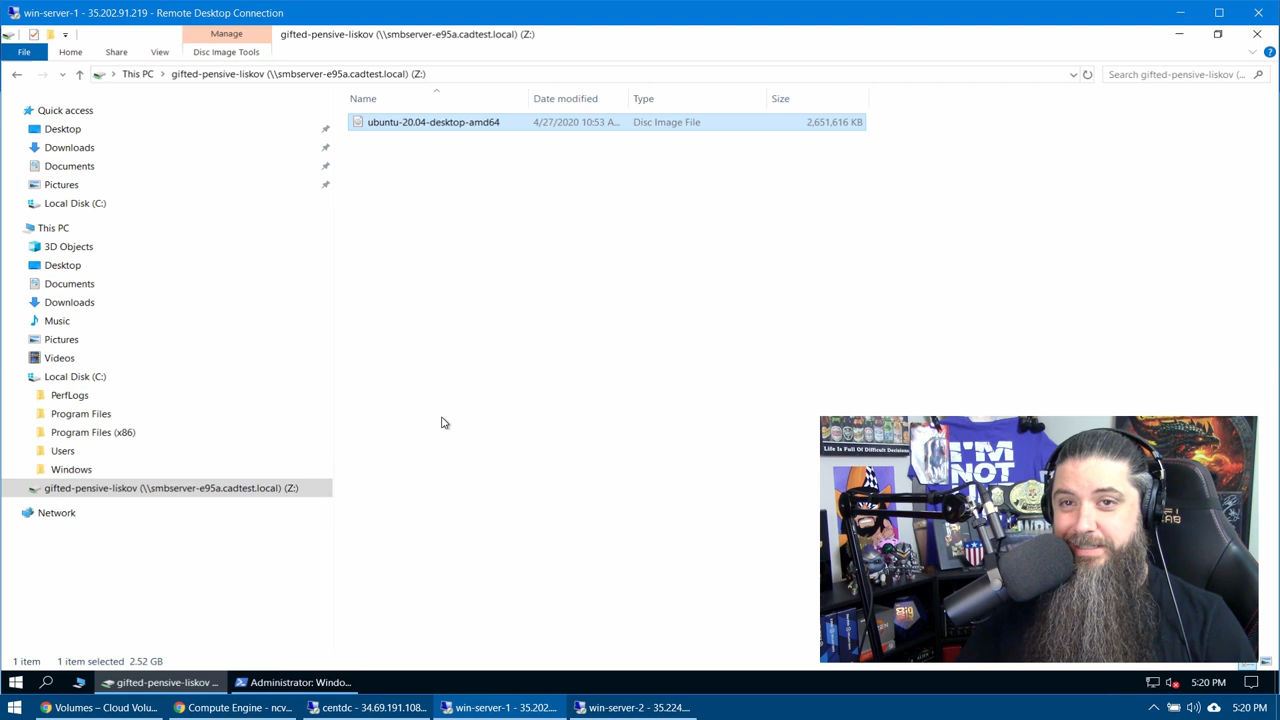 win-server-1 - 35.202.91.219 - Remote Desktop Connection
Manage
gifted-pensive-liskov (\\smbserver-e95a.cadtest.local) (Z:)
File
Home
Share
View
Disc Image Tools
This PC
gifted-pensive-liskov (\\smbserver-e95a.cadtest.local) (Z:)
Search gifted-pensive-liskov (\...
Name
Date modified
Type
Size
ubuntu-20.04-desktop-amd64
4/27/2020 10:53 A...
Disc Image File
2,651,616 KB
Quick access
Desktop
Downloads
Documents
Pictures
Local Disk (C:)
This PC
3D Objects
Desktop
Documents
Downloads
Music
Pictures
Videos
Local Disk (C:)
PerfLogs
Program Files
Program Files (x86)
Users
Windows
gifted-pensive-liskov (\\smbserver-e95a.cadtest.local) (Z:)
Network
Life Is Full Of Difficult Decisions
I'M
NOT
1 item
1 item selected 2.52 GB
gifted-pensive-liskov ...
Administrator: Windo...
5:20 PM
Volumes – Cloud Volu...
Compute Engine - ncv...
centdc - 34.69.191.108...
win-server-1 - 35.202...
win-server-2 - 35.224....
5:20 PM